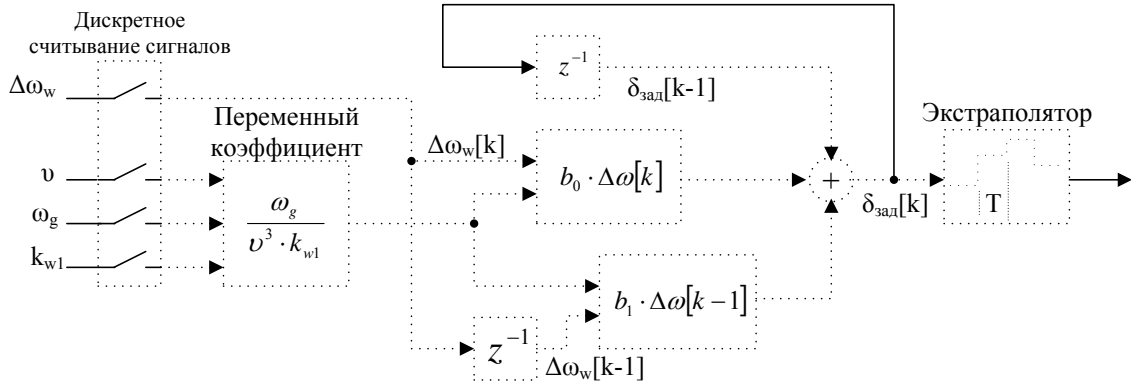 Дискретное
считывание сигналов
Δω_w
υ
ω_g
k_w1
Переменный
коэффициент
ω_g
υ³ · k_w1
z⁻¹
δ_зад[k-1]
Δω_w[k]
b₀ · Δω[k]
b₁ · Δω[k − 1]
z⁻¹
Δω_w[k-1]
+
δ_зад[k]
Экстраполятор
T